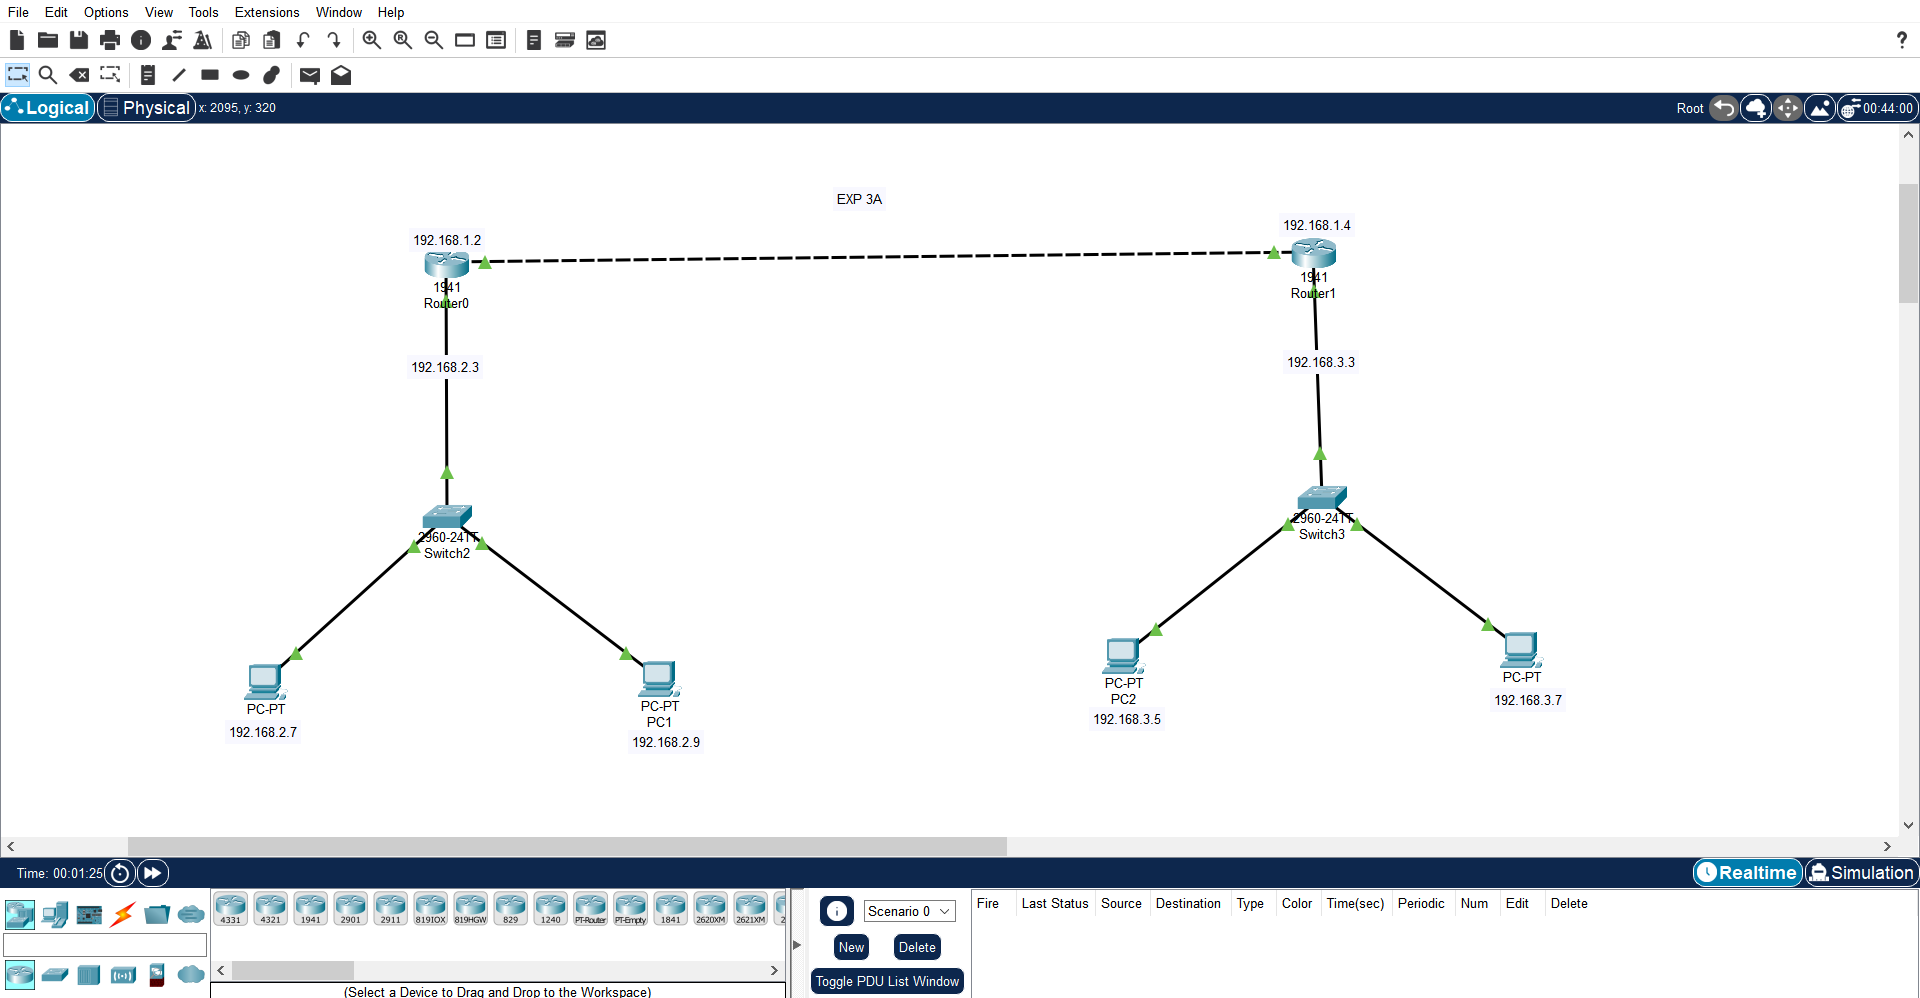 File Edit Options View Tools Extensions Window Help
?
Logical Physical x: 2095, y: 320 Root 00:44:00
EXP 3A
192.168.1.2
192.168.1.4
1941
Router0
1941
Router1
192.168.2.3
192.168.3.3
2960-24TT
Switch2
2960-24TT
Switch3
PC-PT
192.168.2.7
PC-PT
PC1
192.168.2.9
PC-PT
PC2
192.168.3.5
PC-PT
192.168.3.7
Time: 00:01:25 Realtime Simulation
4331 4321 1941 2901 2911 819IOX 819HGW 829 1240 PT-Router PT-Empty 1841 2620XM 2621XM 2
(Select a Device to Drag and Drop to the Workspace)
Scenario 0
New Delete
Toggle PDU List Window
Fire Last Status Source Destination Type Color Time(sec) Periodic Num Edit Delete